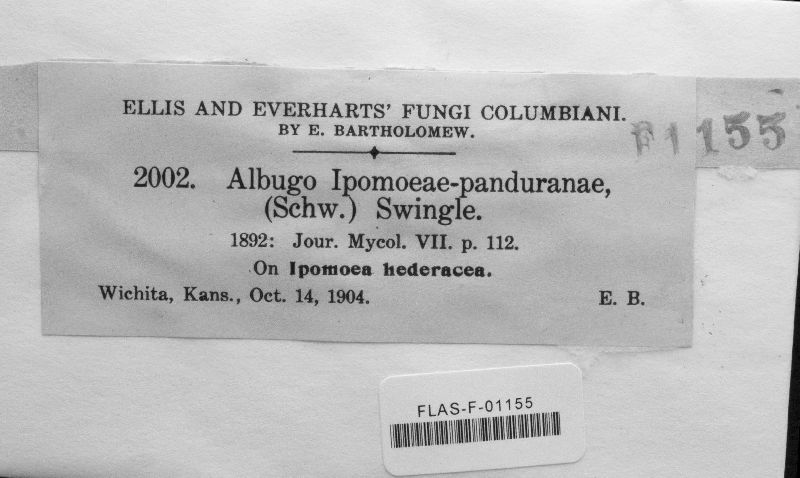 ELLIS AND EVERHARTS' FUNGI COLUMBIANI.
BY E. BARTHOLOMEW.
F1155
2002. Albugo Ipomoeae-panduranae,
(Schw.) Swingle.
1892: Jour. Mycol. VII. p. 112.
On Ipomoea hederacea.
Wichita, Kans., Oct. 14, 1904. E. B.
FLAS-F-01155